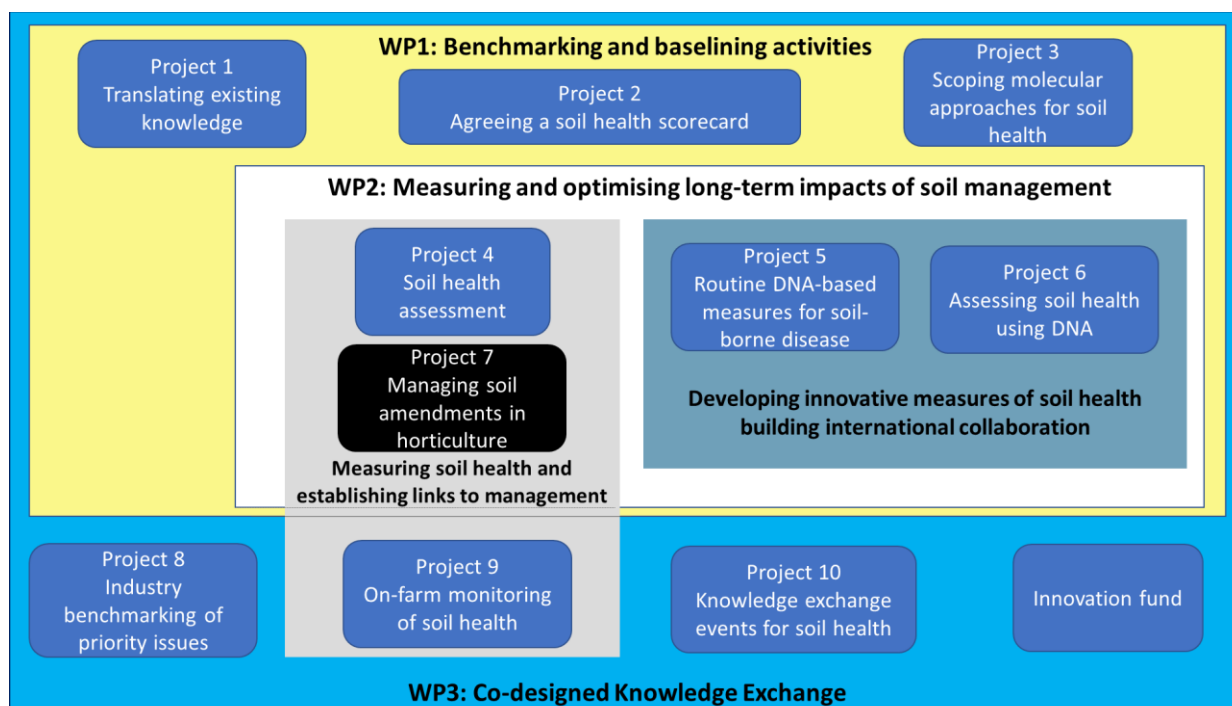 WP1: Benchmarking and baselining activities
Project 1
Translating existing
knowledge
Project 2
Agreeing a soil health scorecard
Project 3
Scoping molecular
approaches for soil
health
WP2: Measuring and optimising long-term impacts of soil management
Project 4
Soil health
assessment
Project 7
Managing soil
amendments in
horticulture
Measuring soil health and
establishing links to management
Project 5
Routine DNA-based
measures for soil-
borne disease
Project 6
Assessing soil health
using DNA
Developing innovative measures of soil health
building international collaboration
Project 8
Industry
benchmarking of
priority issues
Project 9
On-farm monitoring
of soil health
Project 10
Knowledge exchange
events for soil health
Innovation fund
WP3: Co-designed Knowledge Exchange